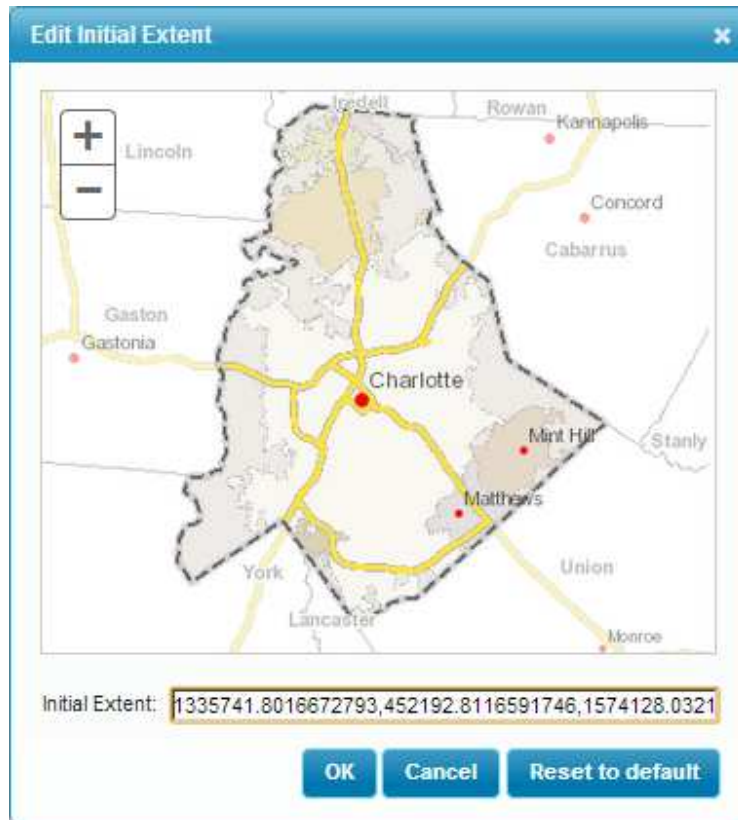 Edit Initial Extent ×
Iredell
Rowan
Kannapolis
+
Lincoln
−
Concord
Cabarrus
Gaston
Gastonia
Charlotte
Mint Hill
Stanly
Matthews
York
Union
Lancaster
Monroe
Initial Extent: 1335741.8016672793,452192.8116591746,1574128.0321
OK Cancel Reset to default